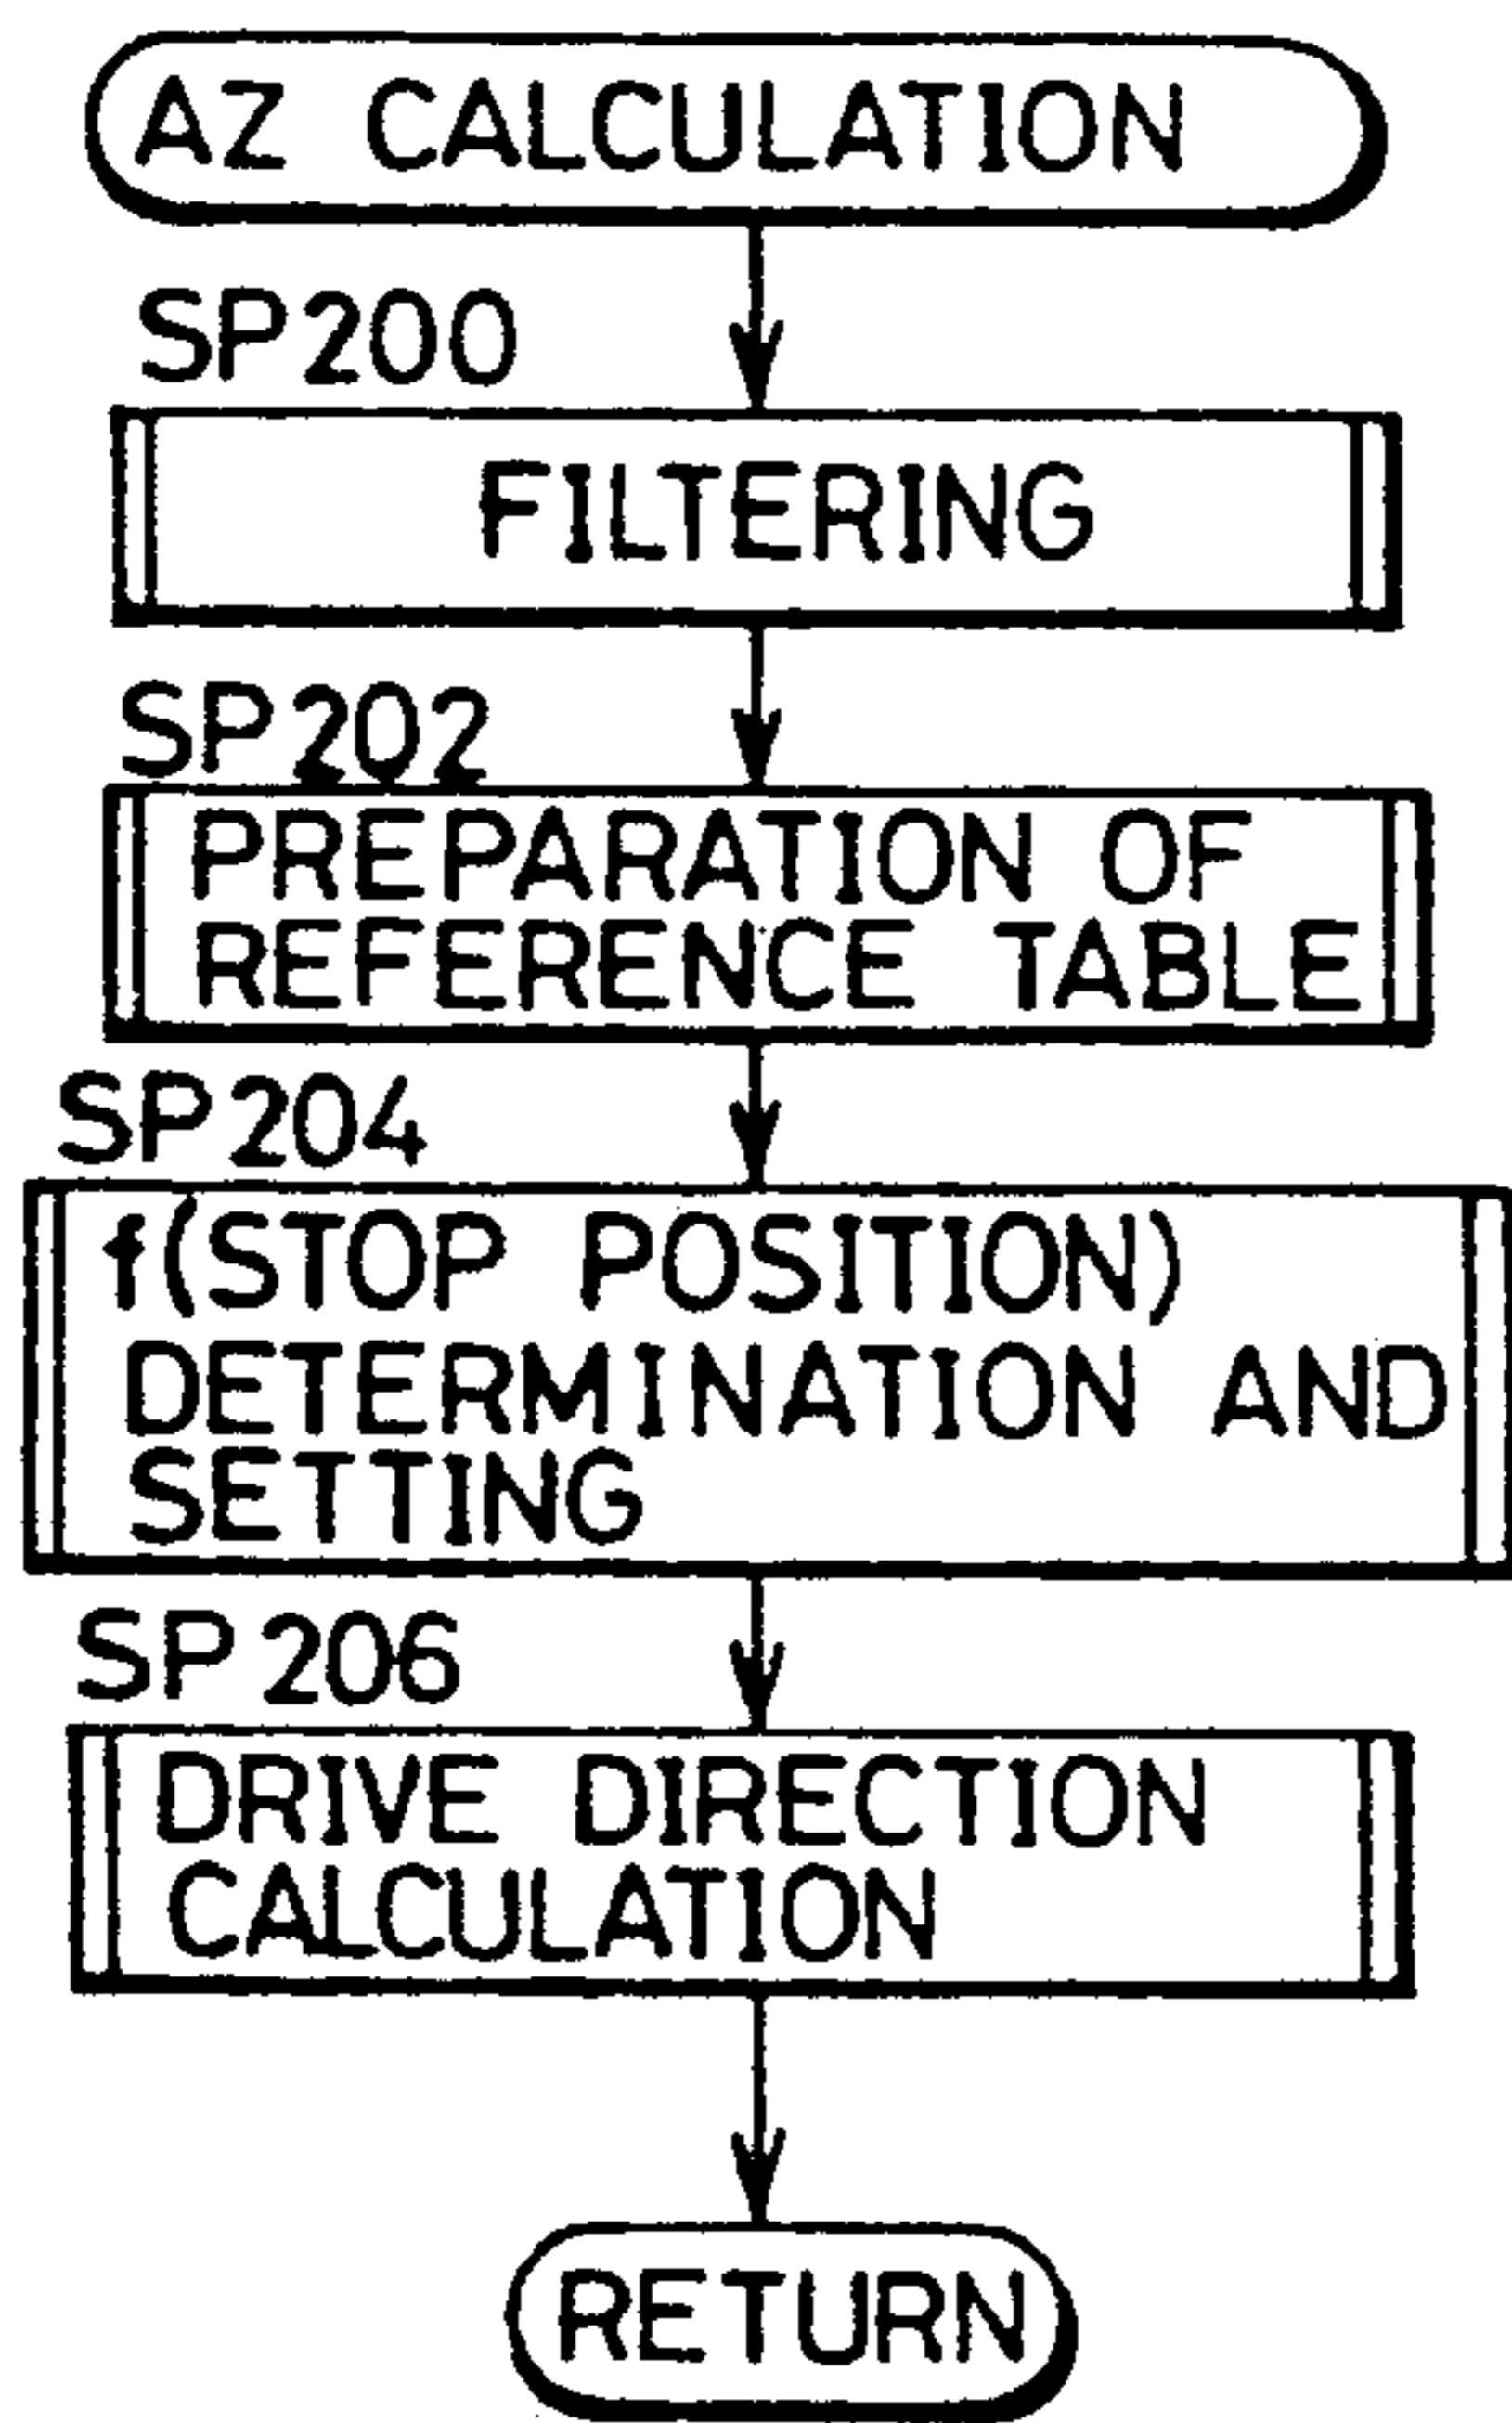 AZ CALCULATION
SP200
FILTERING
SP202
PREPARATION OF
REFERENCE TABLE
SP204
f(STOP POSITION)
DETERMINATION AND
SETTING
SP206
DRIVE DIRECTION
CALCULATION
RETURN